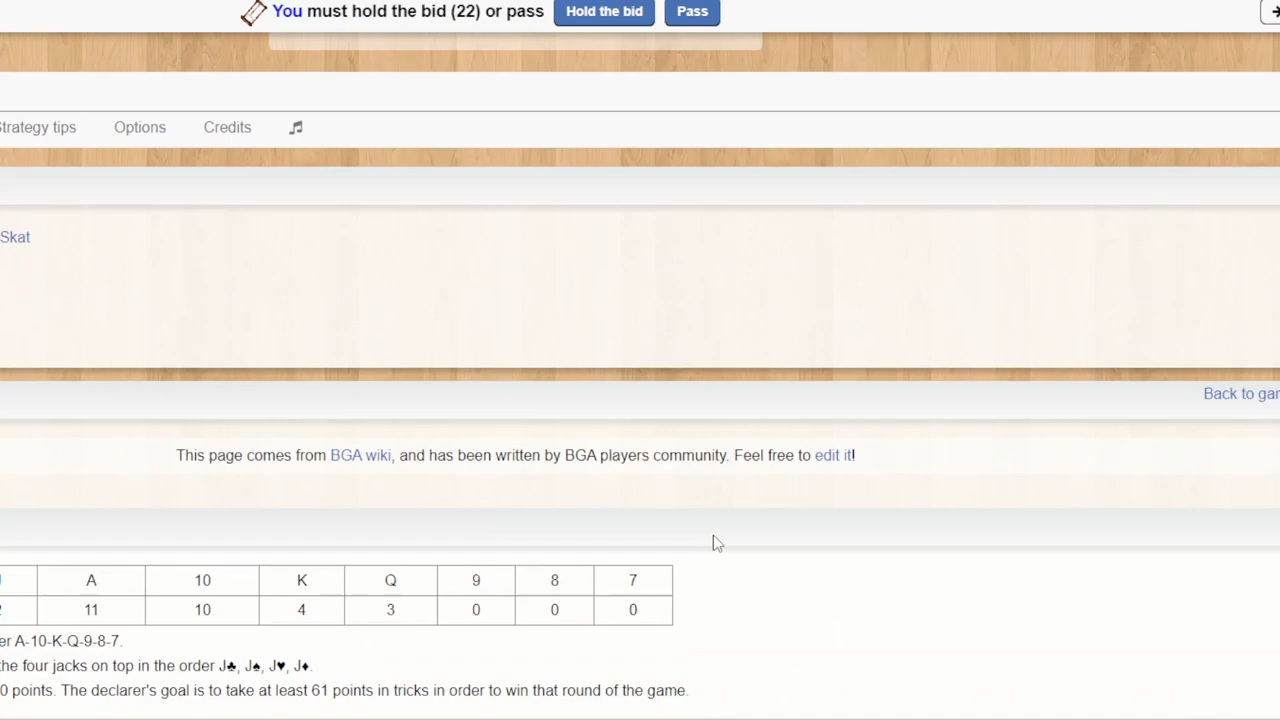 You must hold the bid (22) or pass Hold the bid Pass
Strategy tips Options Credits
Skat
Back to gam
This page comes from BGA wiki, and has been written by BGA players community. Feel free to edit it!
A 10 K Q 9 8 7
2 11 10 4 3 0 0 0
er A-10-K-Q-9-8-7.
the four jacks on top in the order J♣, J♠, J♥, J♦.
0 points. The declarer's goal is to take at least 61 points in tricks in order to win that round of the game.